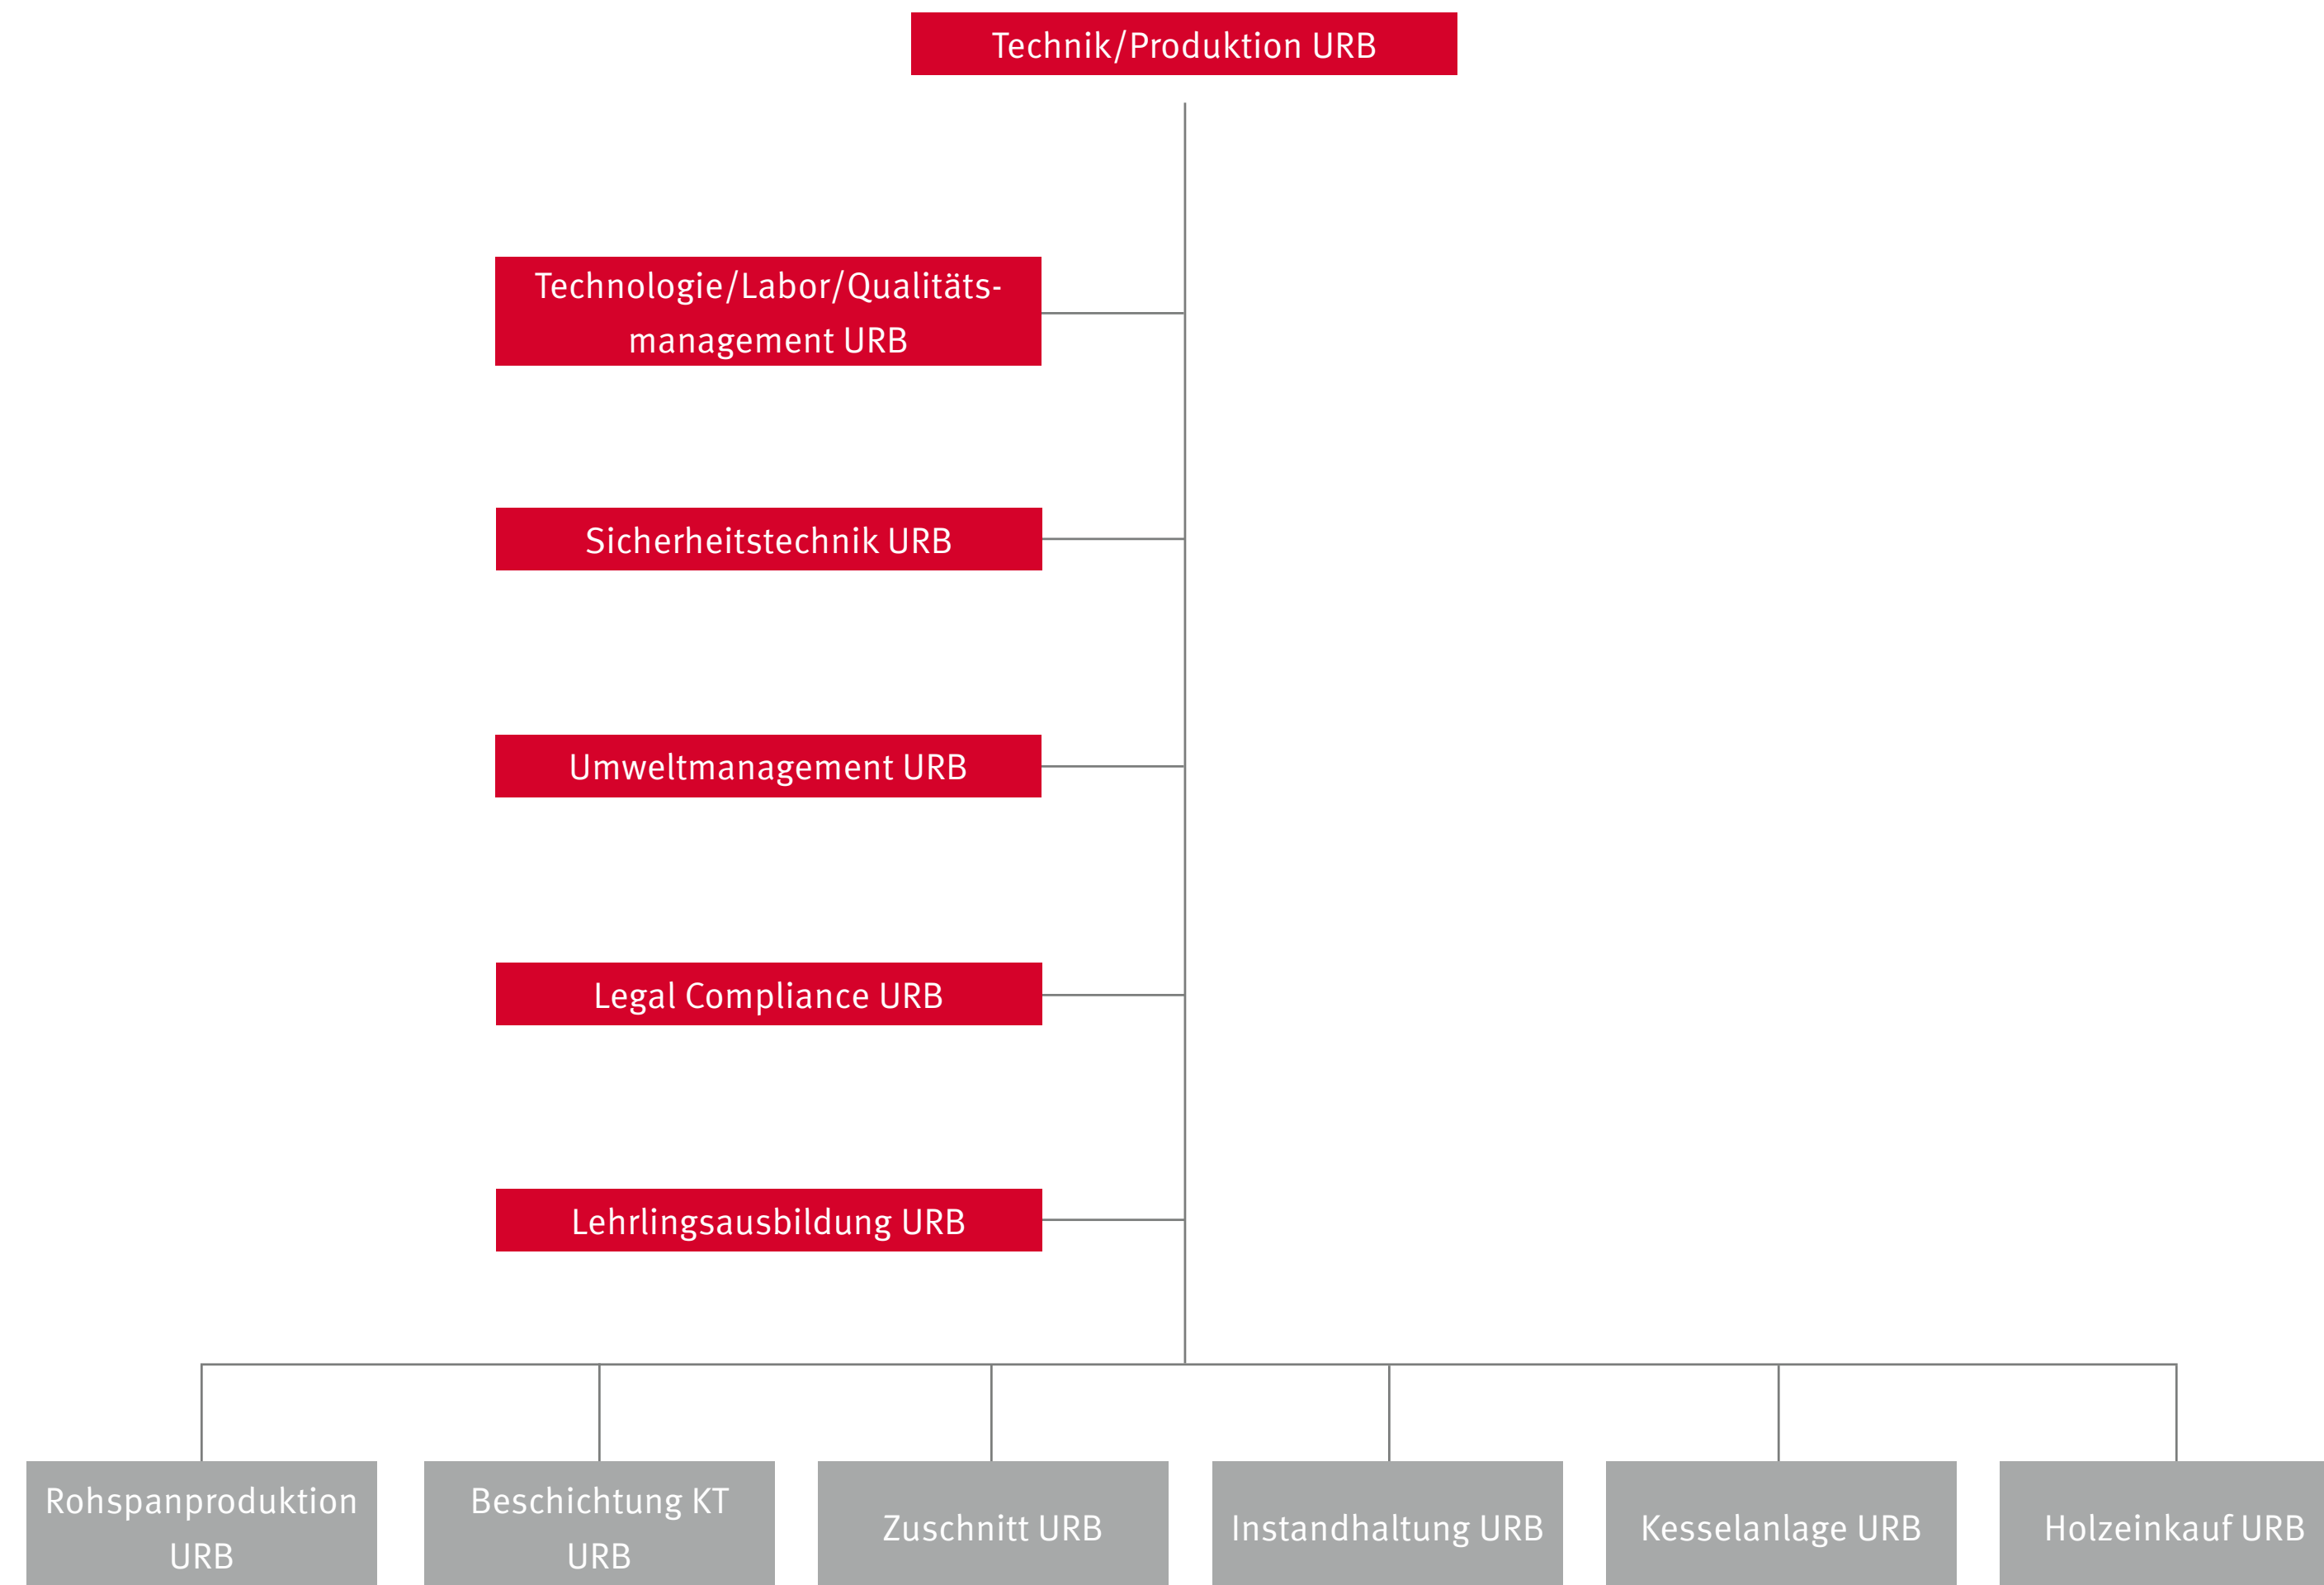 Technik/Produktion URB
Technologie/Labor/Qualitäts-
management URB
Sicherheitstechnik URB
Umweltmanagement URB
Legal Compliance URB
Lehrlingsausbildung URB
Rohspanproduktion
URB
Beschichtung KT
URB
Zuschnitt URB
Instandhaltung URB
Kesselanlage URB
Holzeinkauf URB